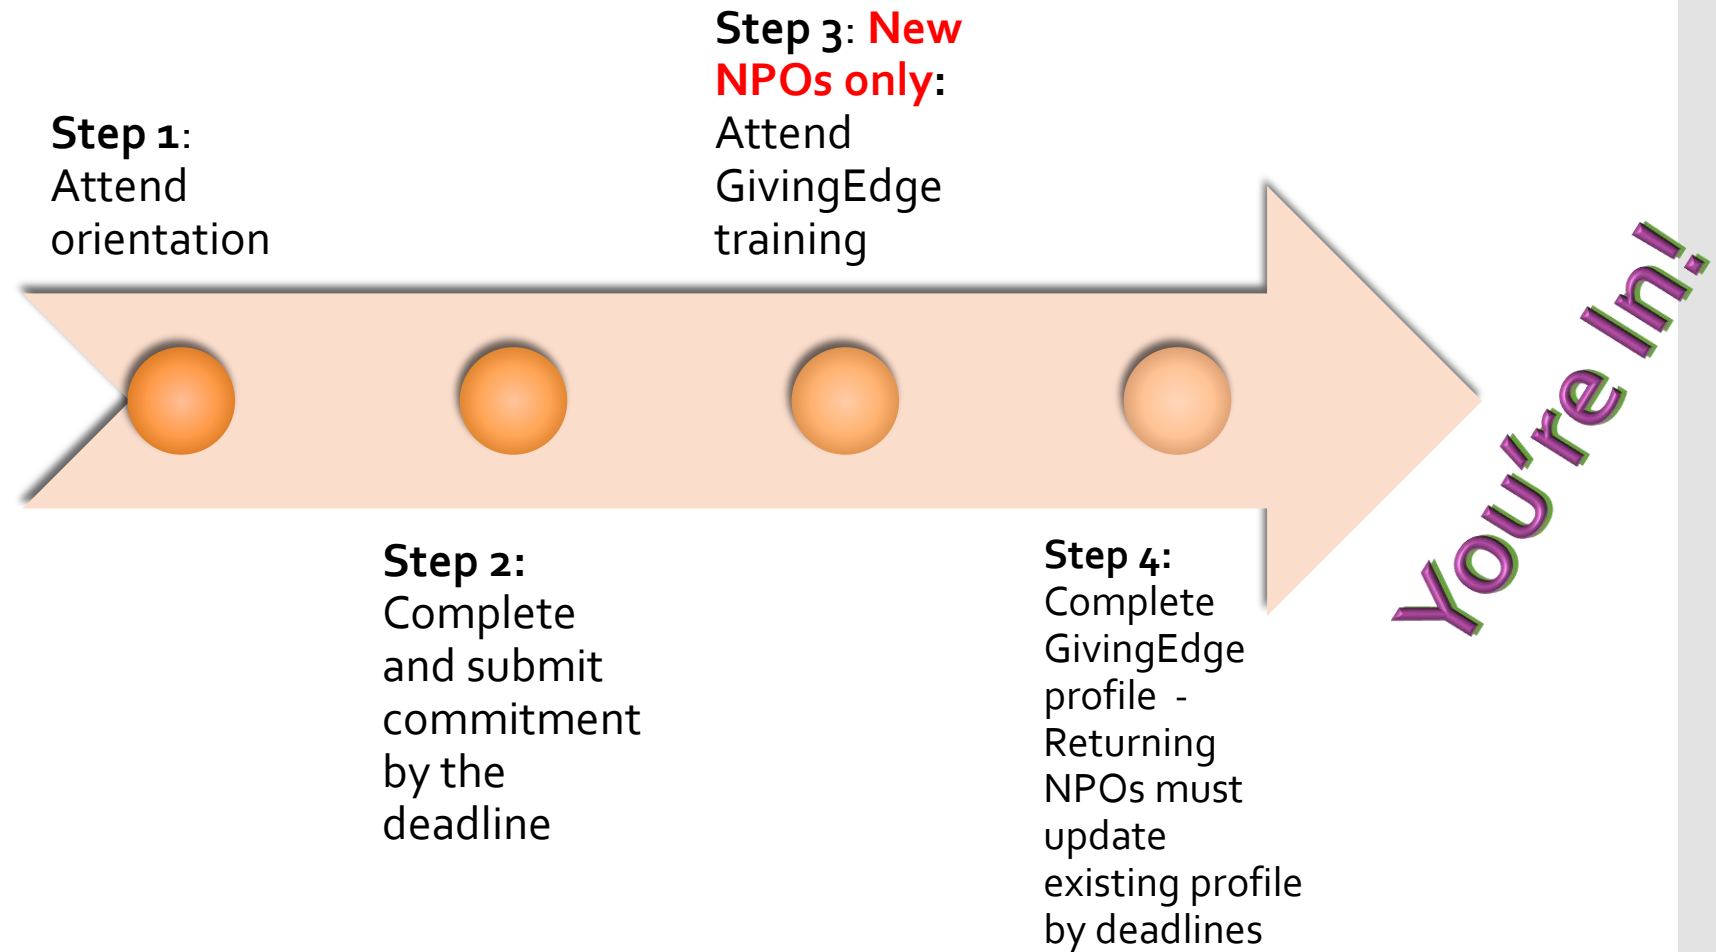 Step 1:
Attend
orientation
Step 2:
Complete
and submit
commitment
by the
deadline
Step 3: New
NPOs only:
Attend
GivingEdge
training
Step 4:
Complete
GivingEdge
profile -
Returning
NPOs must
update
existing profile
by deadlines
You’re In!